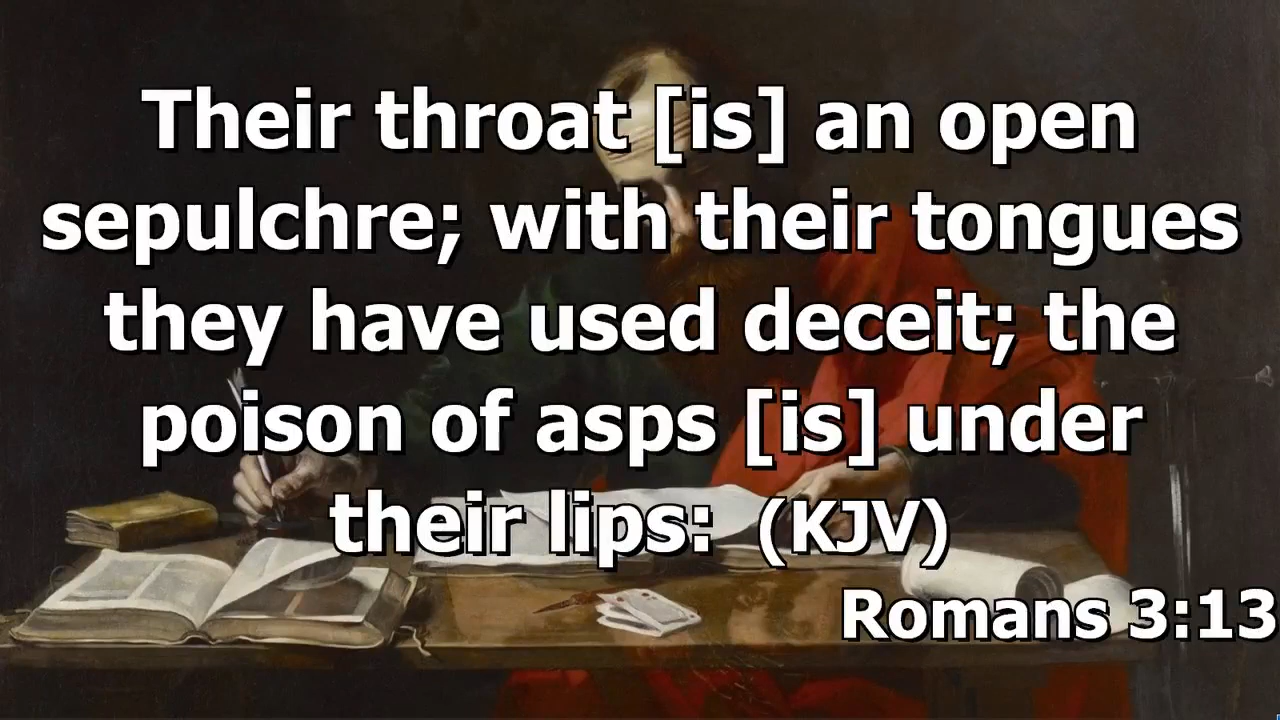 Their throat [is] an open
sepulchre; with their tongues
they have used deceit; the
poison of asps [is] under
their lips: (KJV)
Romans 3:13